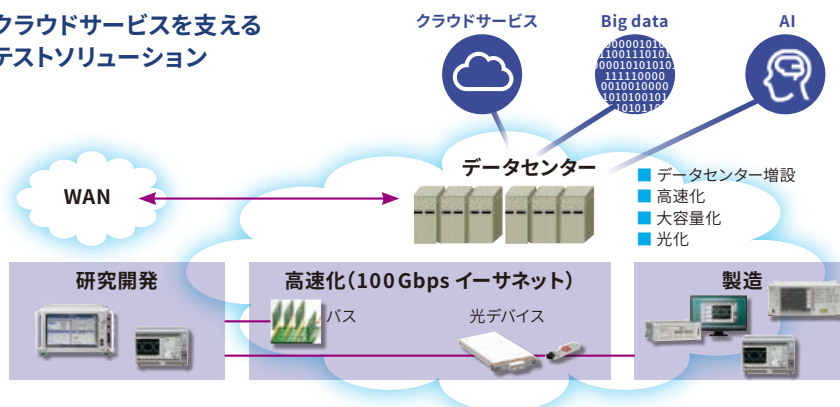 クラウドサービスを支える
テストソリューション
クラウドサービス
Big data
AI
データセンター
WAN
■ データセンター増設
■ 高速化
■ 大容量化
■ 光化
研究開発
高速化(100Gbps イーサネット)
製造
バス
光デバイス